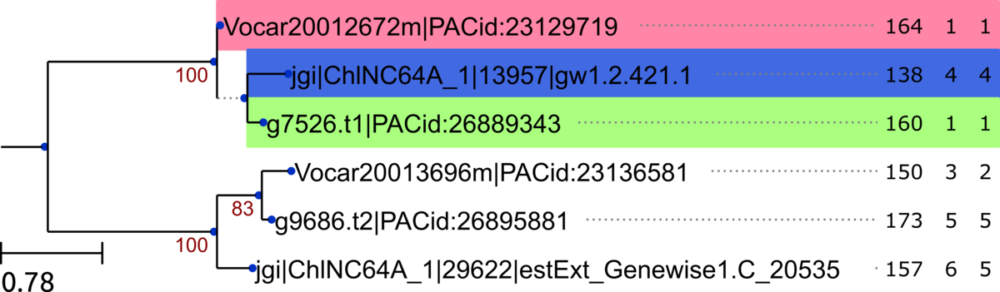 Vocar20012672m|PACid:23129719 164 1 1
100
jgi|ChlNC64A_1|13957|gw1.2.421.1 138 4 4
g7526.t1|PACid:26889343 160 1 1
Vocar20013696m|PACid:23136581 150 3 2
83
g9686.t2|PACid:26895881 173 5 5
100
jgi|ChlNC64A_1|29622|estExt_Genewise1.C_20535 157 6 5
0.78